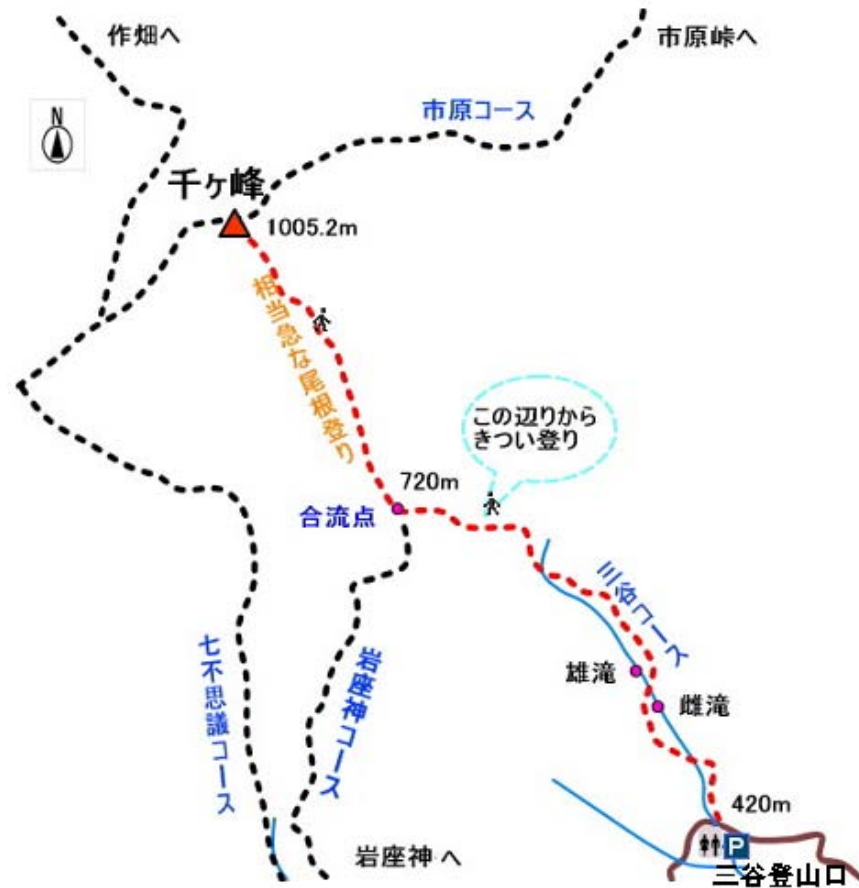 作畑へ
市原峠へ
市原コース
N
千ヶ峰
1005.2m
相当急な尾根登り
この辺りから
きつい登り
720m
合流点
三谷コース
七不思議コース
岩座神コース
雄滝
雌滝
420m
P
岩座神へ
三谷登山口